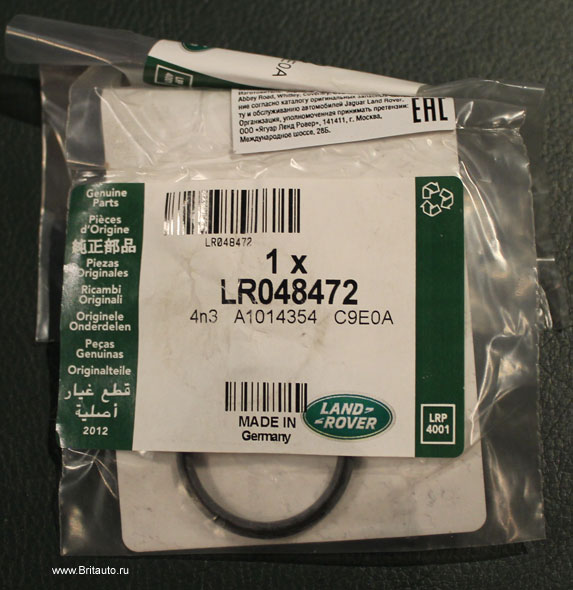 LRP
C9E0A
Abbey Road, Whitley,
ние согласно каталогу оригинальных
ту и обслуживанию автомобилей Jaguar Land Rover.
Организация, уполномоченная принимать претензии:
ООО «Ягуар Ленд Ровер», 141411, г. Москва,
Международное шоссе, 28Б.
EAC
Genuine
Parts
Pièces
d'Origine
純正部品
Piezas
Originales
Ricambi
Originali
Originele
Onderdelen
Peças
Genuinas
Originalteile
قطع غيار
أصلية
2012
LR048472
1 x
LR048472
4n3 A1014354 C9E0A
MADE IN
Germany
LAND-
-ROVER
LRP
4001
www.Britauto.ru